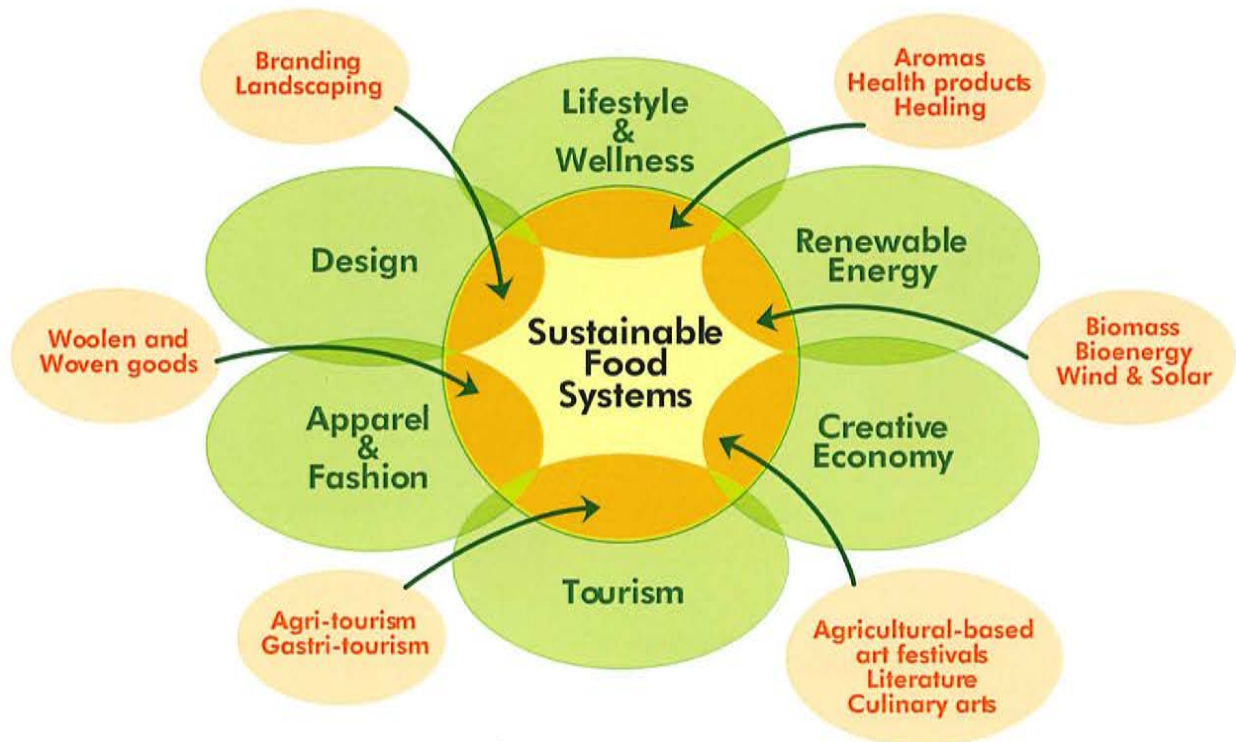 Branding
Landscaping
Aromas
Health products
Healing
Lifestyle
&
Wellness
Design
Renewable
Energy
Sustainable
Food
Systems
Woolen and
Woven goods
Biomass
Bioenergy
Wind & Solar
Apparel
&
Fashion
Creative
Economy
Tourism
Agri-tourism
Gastri-tourism
Agricultural-based
art festivals
Literature
Culinary arts